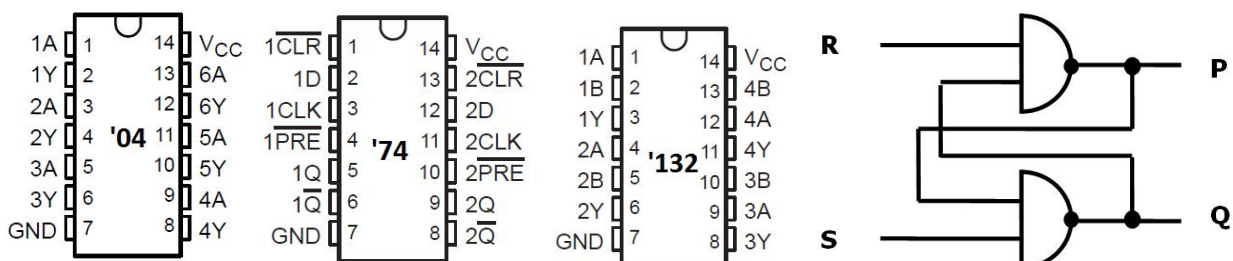 1A 1 14 VCC
1Y 2 13 6A
2A 3 12 6Y
2Y 4 '04 11 5A
3A 5 10 5Y
3Y 6 9 4A
GND 7 8 4Y
1C̅L̅R̅ 1 14 VCC
1D 2 13 2C̅L̅R̅
1CLK 3 12 2D
1P̅R̅E̅ 4 '74 11 2CLK
1Q 5 10 2P̅R̅E̅
1Q̅ 6 9 2Q
GND 7 8 2Q̅
1A 1 14 VCC
1B 2 13 4B
1Y 3 12 4A
2A 4 '132 11 4Y
2B 5 10 3B
2Y 6 9 3A
GND 7 8 3Y
R
P
Q
S